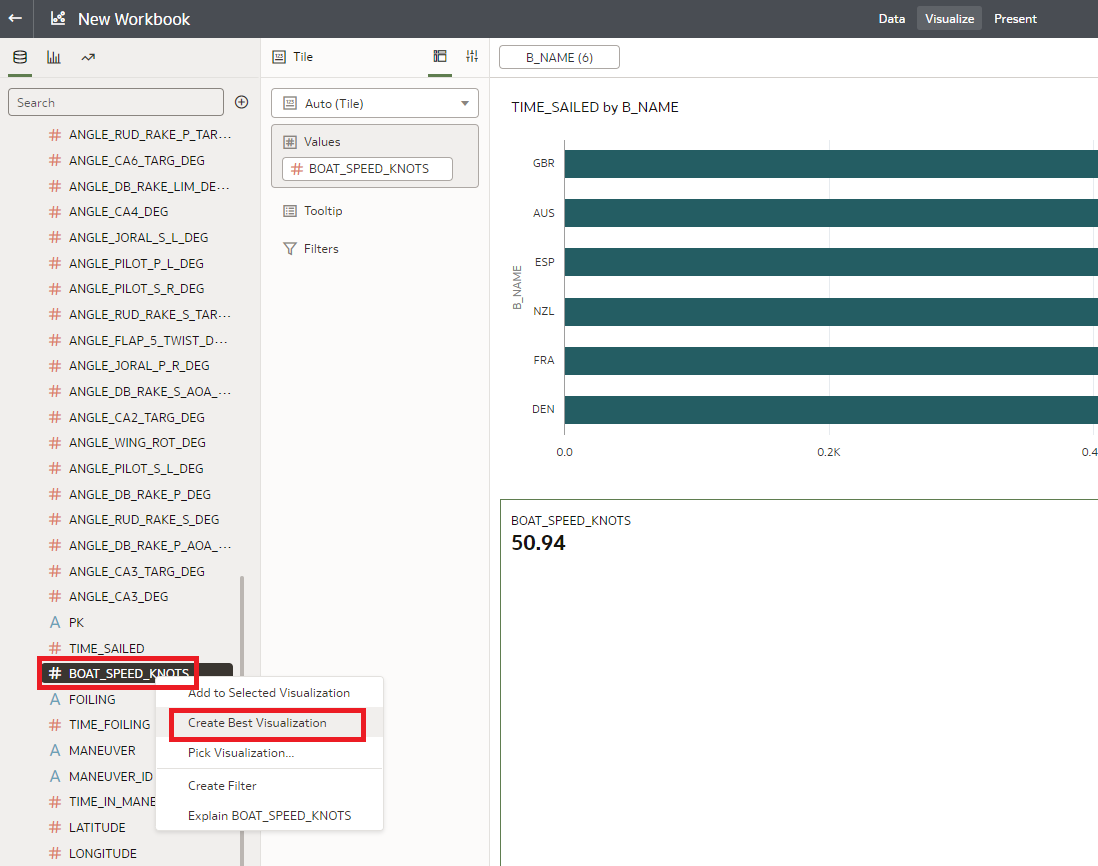 New Workbook
Data
Visualize
Present
Search
ANGLE_RUD_RAKE_P_TAR...
ANGLE_CA6_TARG_DEG
ANGLE_DB_RAKE_LIM_DE...
ANGLE_CA4_DEG
ANGLE_JORAL_S_L_DEG
ANGLE_PILOT_P_L_DEG
ANGLE_PILOT_S_R_DEG
ANGLE_RUD_RAKE_S_TAR...
ANGLE_FLAP_5_TWIST_D...
ANGLE_JORAL_P_R_DEG
ANGLE_DB_RAKE_S_AOA_...
ANGLE_CA2_TARG_DEG
ANGLE_WING_ROT_DEG
ANGLE_PILOT_S_L_DEG
ANGLE_DB_RAKE_P_DEG
ANGLE_RUD_RAKE_S_DEG
ANGLE_DB_RAKE_P_AOA_...
ANGLE_CA3_TARG_DEG
ANGLE_CA3_DEG
PK
TIME_SAILED
BOAT_SPEED_KNOTS
FOILING
TIME_FOILING
MANEUVER
MANEUVER_ID
TIME_IN_MANE
LATITUDE
LONGITUDE
Add to Selected Visualization
Create Best Visualization
Pick Visualization...
Create Filter
Explain BOAT_SPEED_KNOTS
Tile
Auto (Tile)
Values
BOAT_SPEED_KNOTS
Tooltip
Filters
B_NAME (6)
TIME_SAILED by B_NAME
B_NAME
GBR
AUS
ESP
NZL
FRA
DEN
0.0
0.2K
0.4
BOAT_SPEED_KNOTS
50.94